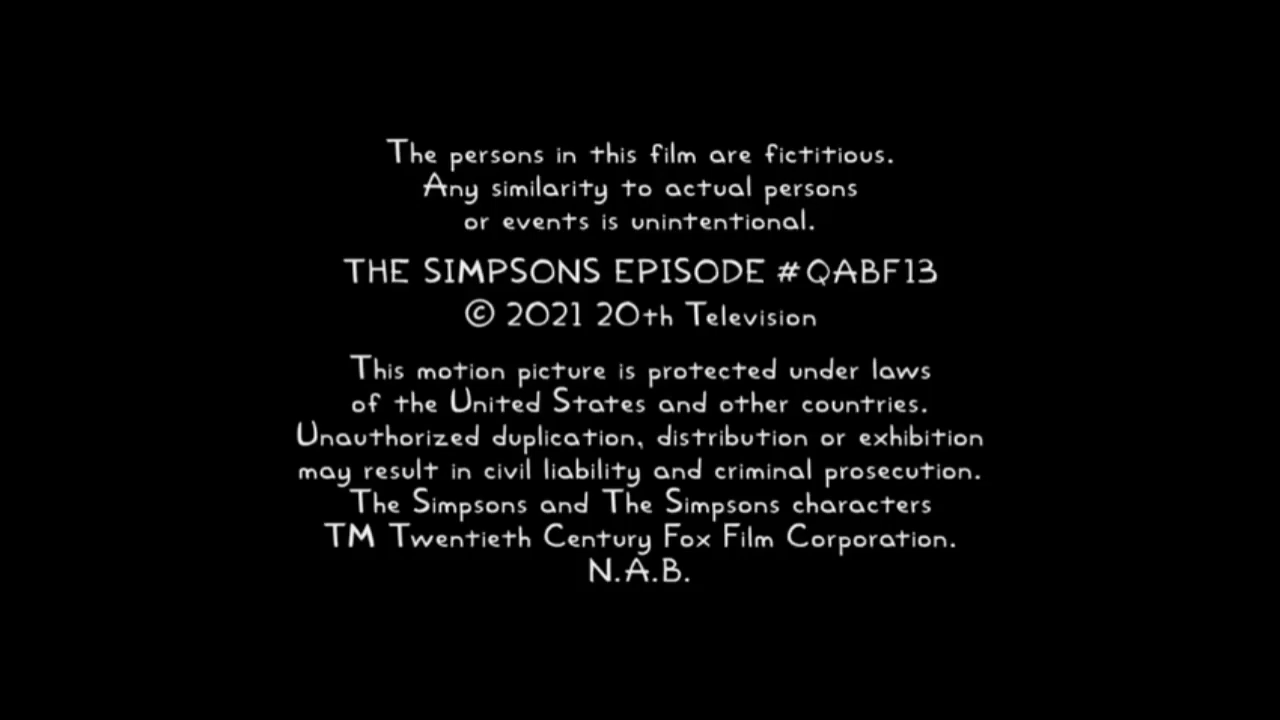 The persons in this film are fictitious.
Any similarity to actual persons
or events is unintentional.
THE SIMPSONS EPISODE #QABF13
© 2021 20th Television
This motion picture is protected under laws
of the United States and other countries.
Unauthorized duplication, distribution or exhibition
may result in civil liability and criminal prosecution.
The Simpsons and The Simpsons characters
TM Twentieth Century Fox Film Corporation.
N.A.B.